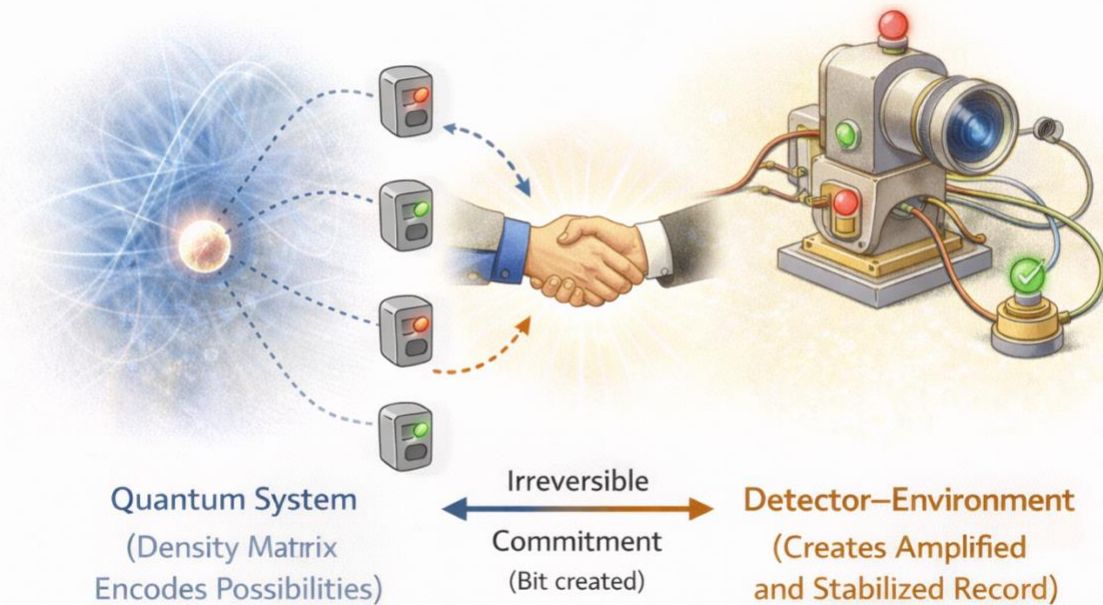 Quantum System
(Density Matrix
Encodes Possibilities)
Irreversible
Commitment
(Bit created)
Detector–Environment
(Creates Amplified
and Stabilized Record)